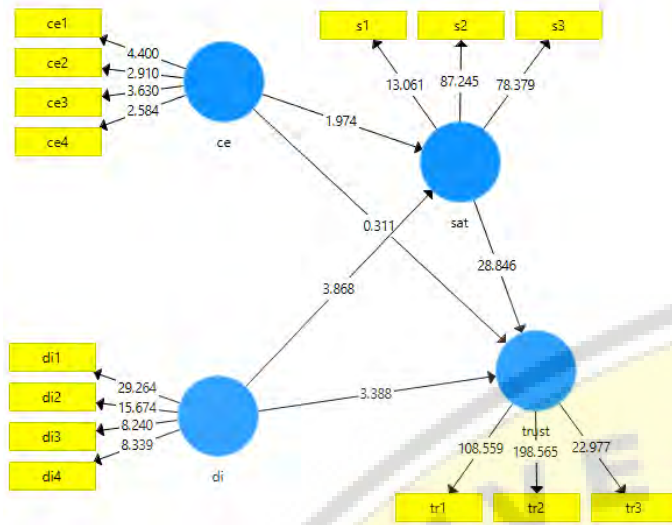 ce1
ce2
ce3
ce4
4.400
2.910
3.630
2.584
ce
s1
s2
s3
13.061
87.245
78.379
sat
1.974
0.311
3.868
28.846
3.388
di1
di2
di3
di4
29.264
15.674
8.240
8.339
di
trust
108.559
198.565
22.977
tr1
tr2
tr3
N E